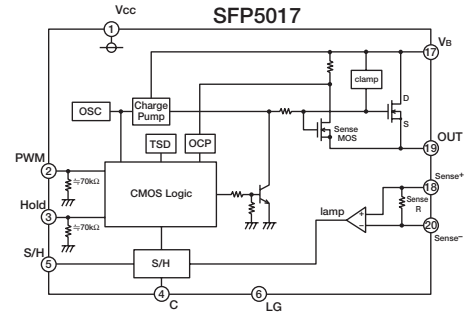 SFP5017
Vcc
1
VB
17
clamp
OSC
Charge
Pump
D
S
Sense
MOS
OUT
19
TSD
OCP
PWM
2
≒70kΩ
CMOS Logic
Hold
3
≒70kΩ
Sense+
18
Iamp
+
−
Sense
R
20
Sense−
S/H
5
S/H
4
C
6
LG